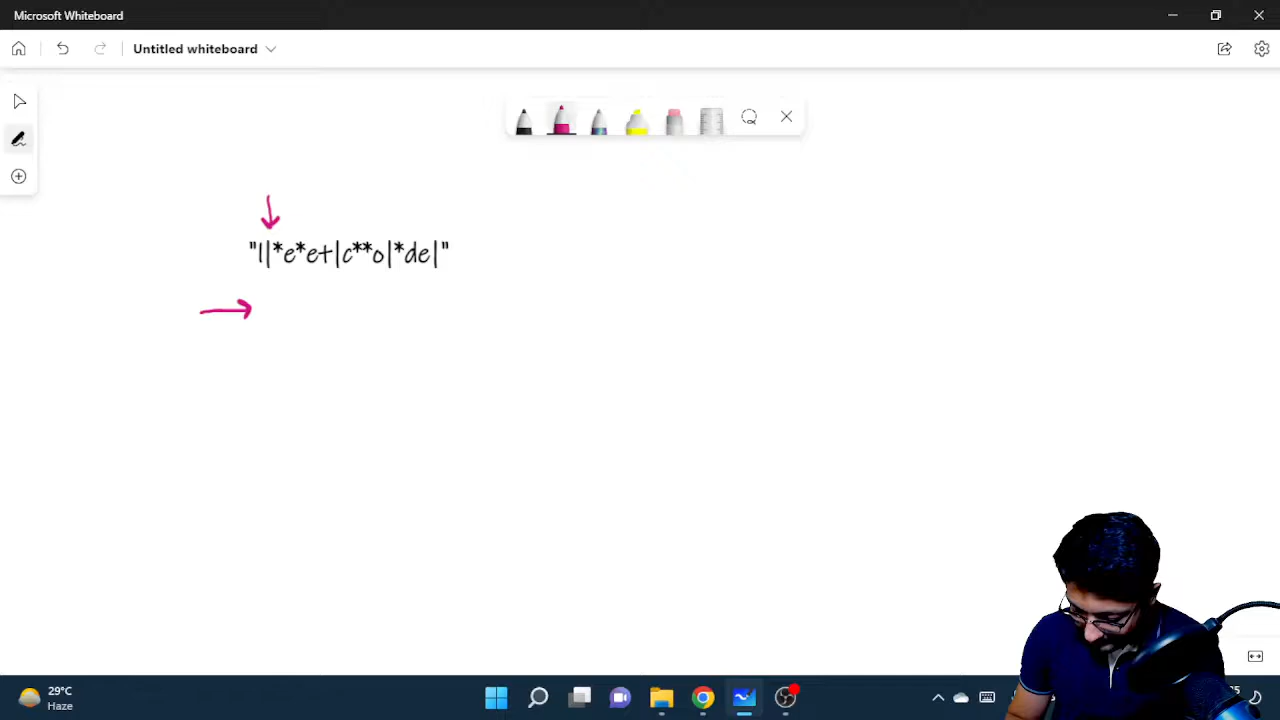 Microsoft Whiteboard
Untitled whiteboard
"l|*e*et|c**o|*de|"
29°C
Haze